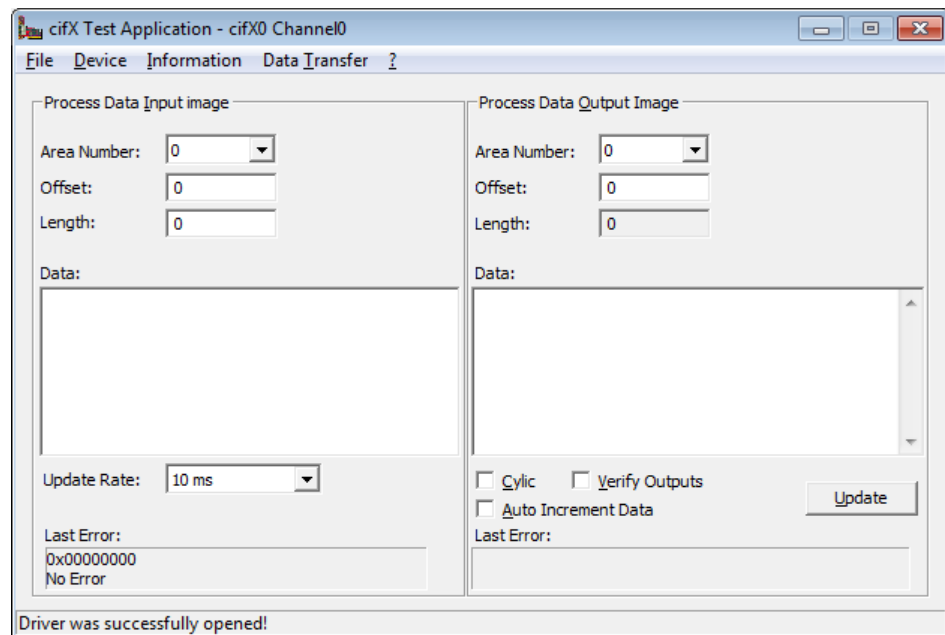 cifX Test Application - cifX0 Channel0
File Device Information Data Transfer ?
Process Data Input image
Area Number: 0
Offset: 0
Length: 0
Data:
Update Rate: 10 ms
Last Error:
0x00000000
No Error
Process Data Output Image
Area Number: 0
Offset: 0
Length: 0
Data:
Cylic Verify Outputs
Auto Increment Data
Update
Last Error:
Driver was successfully opened!